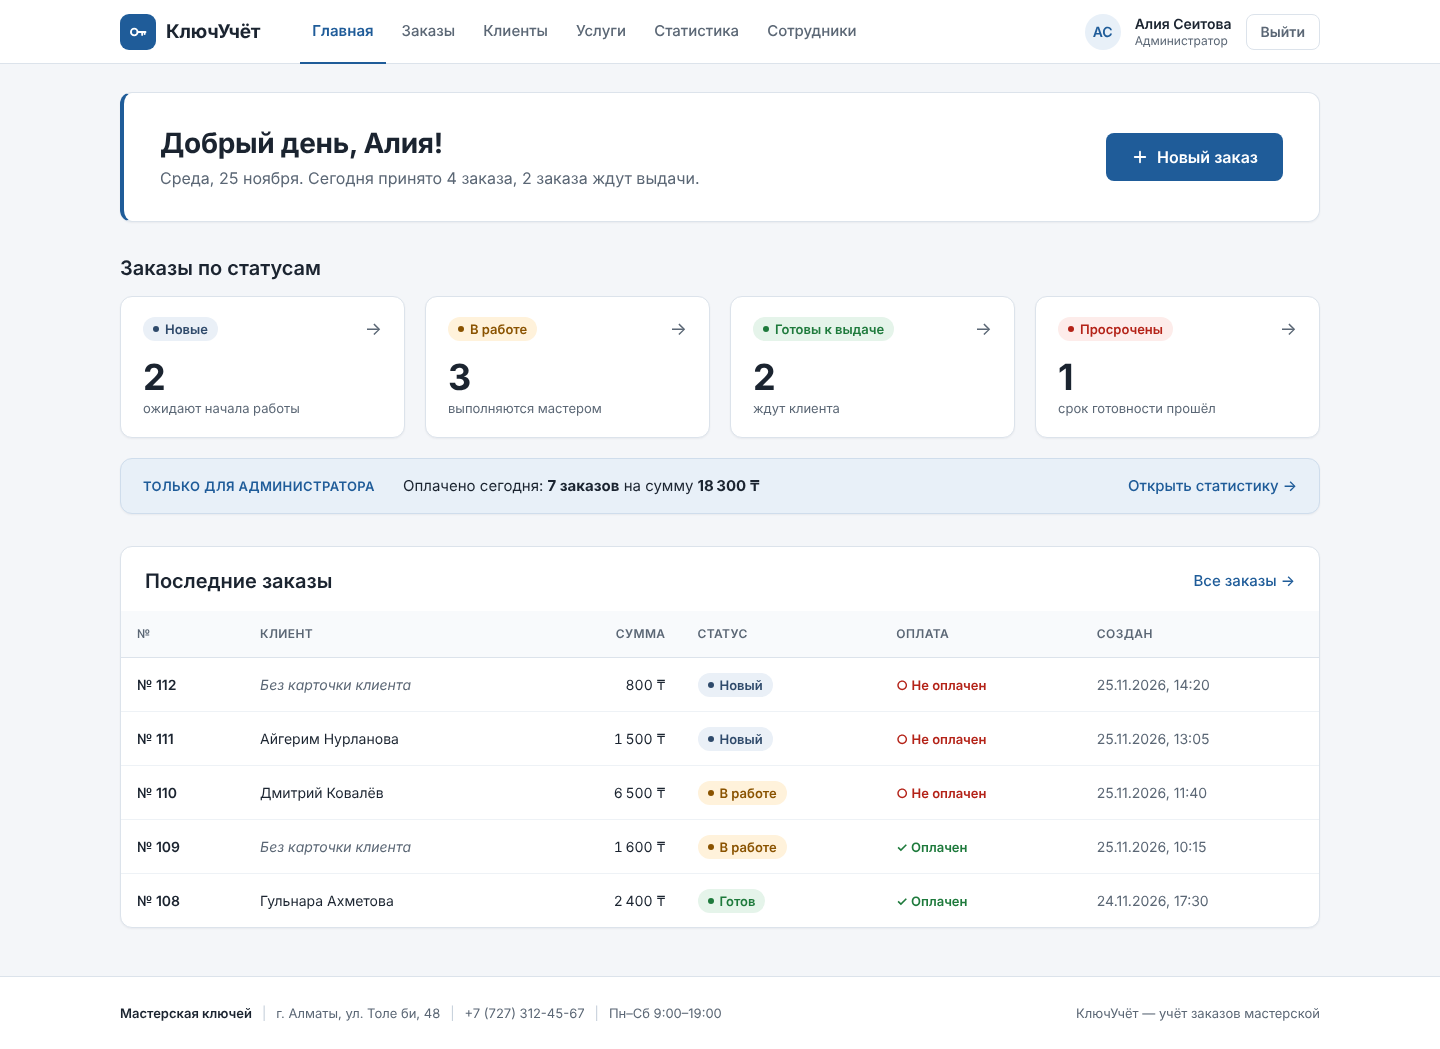 КлючУчёт
Главная Заказы Клиенты Услуги Статистика Сотрудники
АС Алия Сеитова
Администратор
Выйти
Добрый день, Алия!
Среда, 25 ноября. Сегодня принято 4 заказа, 2 заказа ждут выдачи.
+ Новый заказ
Заказы по статусам
Новые →
2
ожидают начала работы
В работе →
3
выполняются мастером
Готовы к выдаче →
2
ждут клиента
Просрочены →
1
срок готовности прошёл
ТОЛЬКО ДЛЯ АДМИНИСТРАТОРА Оплачено сегодня: 7 заказов на сумму 18 300 ₸ Открыть статистику →
Последние заказы Все заказы →
№ КЛИЕНТ СУММА СТАТУС ОПЛАТА СОЗДАН
№ 112 Без карточки клиента 800 ₸ Новый Не оплачен 25.11.2026, 14:20
№ 111 Айгерим Нурланова 1 500 ₸ Новый Не оплачен 25.11.2026, 13:05
№ 110 Дмитрий Ковалёв 6 500 ₸ В работе Не оплачен 25.11.2026, 11:40
№ 109 Без карточки клиента 1 600 ₸ В работе ✓ Оплачен 25.11.2026, 10:15
№ 108 Гульнара Ахметова 2 400 ₸ Готов ✓ Оплачен 24.11.2026, 17:30
Мастерская ключей г. Алматы, ул. Толе би, 48 +7 (727) 312-45-67 Пн–Сб 9:00–19:00 КлючУчёт — учёт заказов мастерской